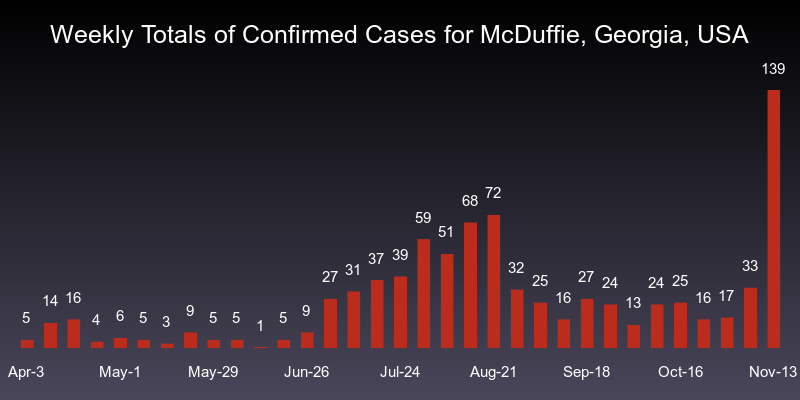 Weekly Totals of Confirmed Cases for McDuffie, Georgia, USA
5 14 16 4 6 5 3 9 5 5 1 5 9 27 31 37 39 59 51 68 72 32 25 16 27 24 13 24 25 16 17 33 139
Apr-3 May-1 May-29 Jun-26 Jul-24 Aug-21 Sep-18 Oct-16 Nov-13